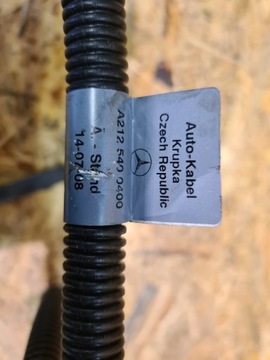 A212 540 0400
A. - Stand
14-07-08
Auto-Kabel
Krupka
Czech Republic